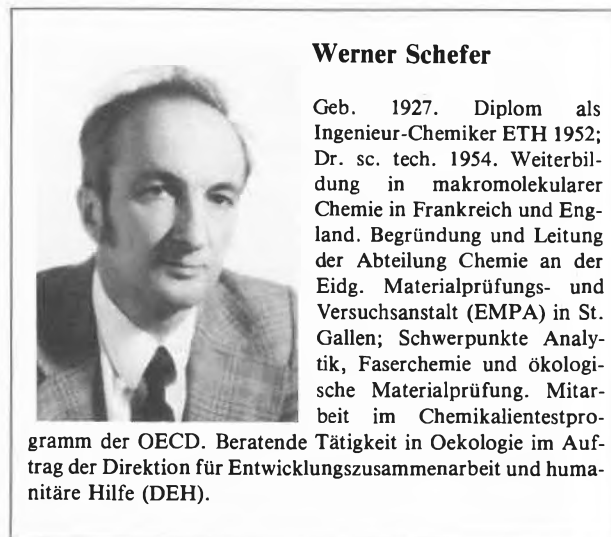 Werner Schefer
Geb. 1927. Diplom als
Ingenieur-Chemiker ETH 1952;
Dr. sc. tech. 1954. Weiterbil-
dung in makromolekularer
Chemie in Frankreich und Eng-
land. Begründung und Leitung
der Abteilung Chemie an der
Eidg. Materialprüfungs- und
Versuchsanstalt (EMPA) in St.
Gallen; Schwerpunkte Analy-
tik, Faserchemie und ökologi-
sche Materialprüfung. Mitar-
beit im Chemikalientestpro-
gramm der OECD. Beratende Tätigkeit in Oekologie im Auf-
trag der Direktion für Entwicklungszusammenarbeit und huma-
nitäre Hilfe (DEH).